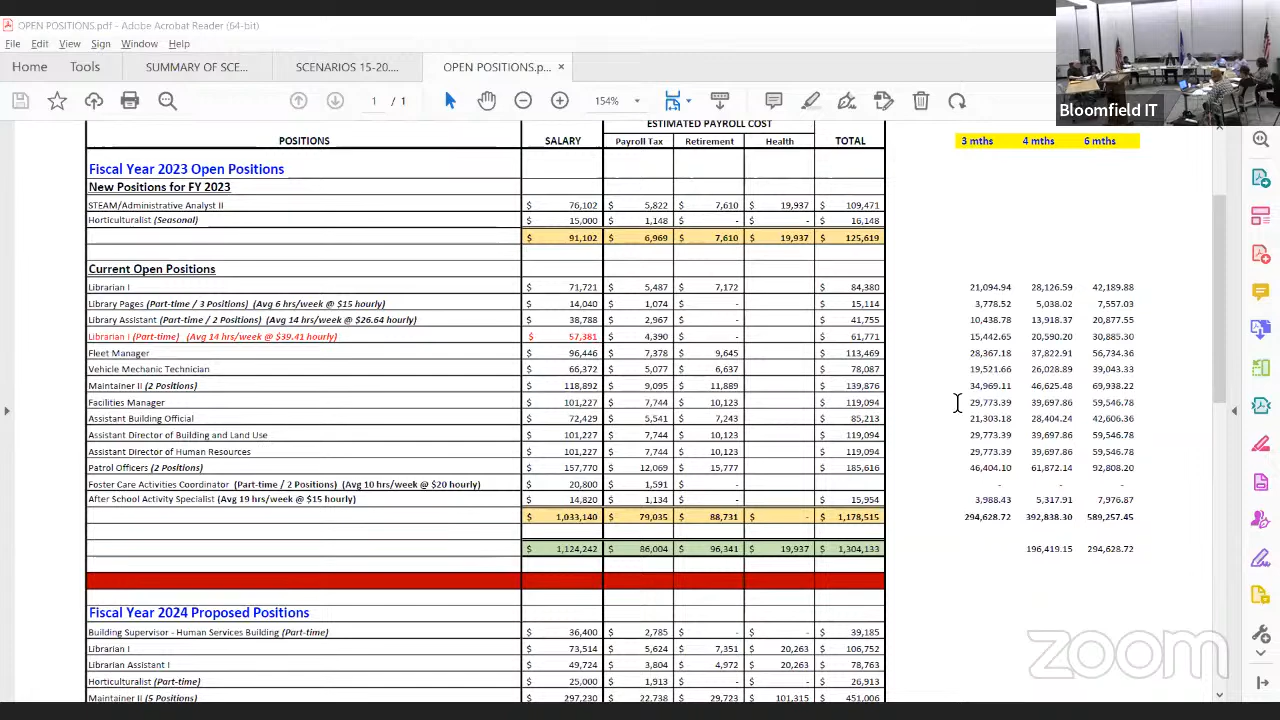 OPEN POSITIONS.pdf - Adobe Acrobat Reader (64-bit)
File Edit View Sign Window Help
Home Tools SUMMARY OF SCE... SCENARIOS 15-20.... OPEN POSITIONS.p... ×
1 / 1 154%
Bloomfield IT
ESTIMATED PAYROLL COST
POSITIONS SALARY Payroll Tax Retirement Health TOTAL 3 mths 4 mths 6 mths
Fiscal Year 2023 Open Positions
New Positions for FY 2023
STEAM/Administrative Analyst II $ 76,102 $ 5,822 $ 7,610 $ 19,937 $ 109,471
Horticulturalist (Seasonal) $ 15,000 $ 1,148 $ - $ - $ 16,148
$ 91,102 $ 6,969 $ 7,610 $ 19,937 $ 125,619
Current Open Positions
Librarian I $ 71,721 $ 5,487 $ 7,172 $ 84,380 21,094.94 28,126.59 42,189.88
Library Pages (Part-time / 3 Positions) (Avg 6 hrs/week @ $15 hourly) $ 14,040 $ 1,074 $ - $ 15,114 3,778.52 5,038.02 7,557.03
Library Assistant (Part-time / 2 Positions) (Avg 14 hrs/week @ $26.64 hourly) $ 38,788 $ 2,967 $ - $ 41,755 10,438.78 13,918.37 20,877.55
Librarian I (Part-time) (Avg 14 hrs/week @ $39.41 hourly) $ 57,381 $ 4,390 $ - $ 61,771 15,442.65 20,590.20 30,885.30
Fleet Manager $ 96,446 $ 7,378 $ 9,645 $ 113,469 28,367.18 37,822.91 56,734.36
Vehicle Mechanic Technician $ 66,372 $ 5,077 $ 6,637 $ 78,087 19,521.66 26,028.89 39,043.33
Maintainer II (2 Positions) $ 118,892 $ 9,095 $ 11,889 $ 139,876 34,969.11 46,625.48 69,938.22
Facilities Manager $ 101,227 $ 7,744 $ 10,123 $ 119,094 29,773.39 39,697.86 59,546.78
Assistant Building Official $ 72,429 $ 5,541 $ 7,243 $ 85,213 21,303.18 28,404.24 42,606.36
Assistant Director of Building and Land Use $ 101,227 $ 7,744 $ 10,123 $ 119,094 29,773.39 39,697.86 59,546.78
Assistant Director of Human Resources $ 101,227 $ 7,744 $ 10,123 $ 119,094 29,773.39 39,697.86 59,546.78
Patrol Officers (2 Positions) $ 157,770 $ 12,069 $ 15,777 $ 185,616 46,404.10 61,872.14 92,808.20
Foster Care Activities Coordinator (Part-time / 2 Positions) (Avg 10 hrs/week @ $20 hourly) $ 20,800 $ 1,591 $ - - - -
After School Activity Specialist (Avg 19 hrs/week @ $15 hourly) $ 14,820 $ 1,134 $ - $ 15,954 3,988.43 5,317.91 7,976.87
$ 1,033,140 $ 79,035 $ 88,731 $ - $ 1,178,515 294,628.72 392,838.30 589,257.45
$ 1,124,242 $ 86,004 $ 96,341 $ 19,937 $ 1,304,133 196,419.15 294,628.72
Fiscal Year 2024 Proposed Positions
Building Supervisor - Human Services Building (Part-time) $ 36,400 $ 2,785 $ - $ - $ 39,185
Librarian I $ 73,514 $ 5,624 $ 7,351 $ 20,263 $ 106,752
Librarian Assistant I $ 49,724 $ 3,804 $ 4,972 $ 20,263 $ 78,763
Horticulturalist (Part-time) $ 25,000 $ 1,913 $ - $ - $ 26,913
Maintainer II (5 Positions) $ 297,230 $ 22,738 $ 29,723 $ 101,315 $ 451,006
zoom